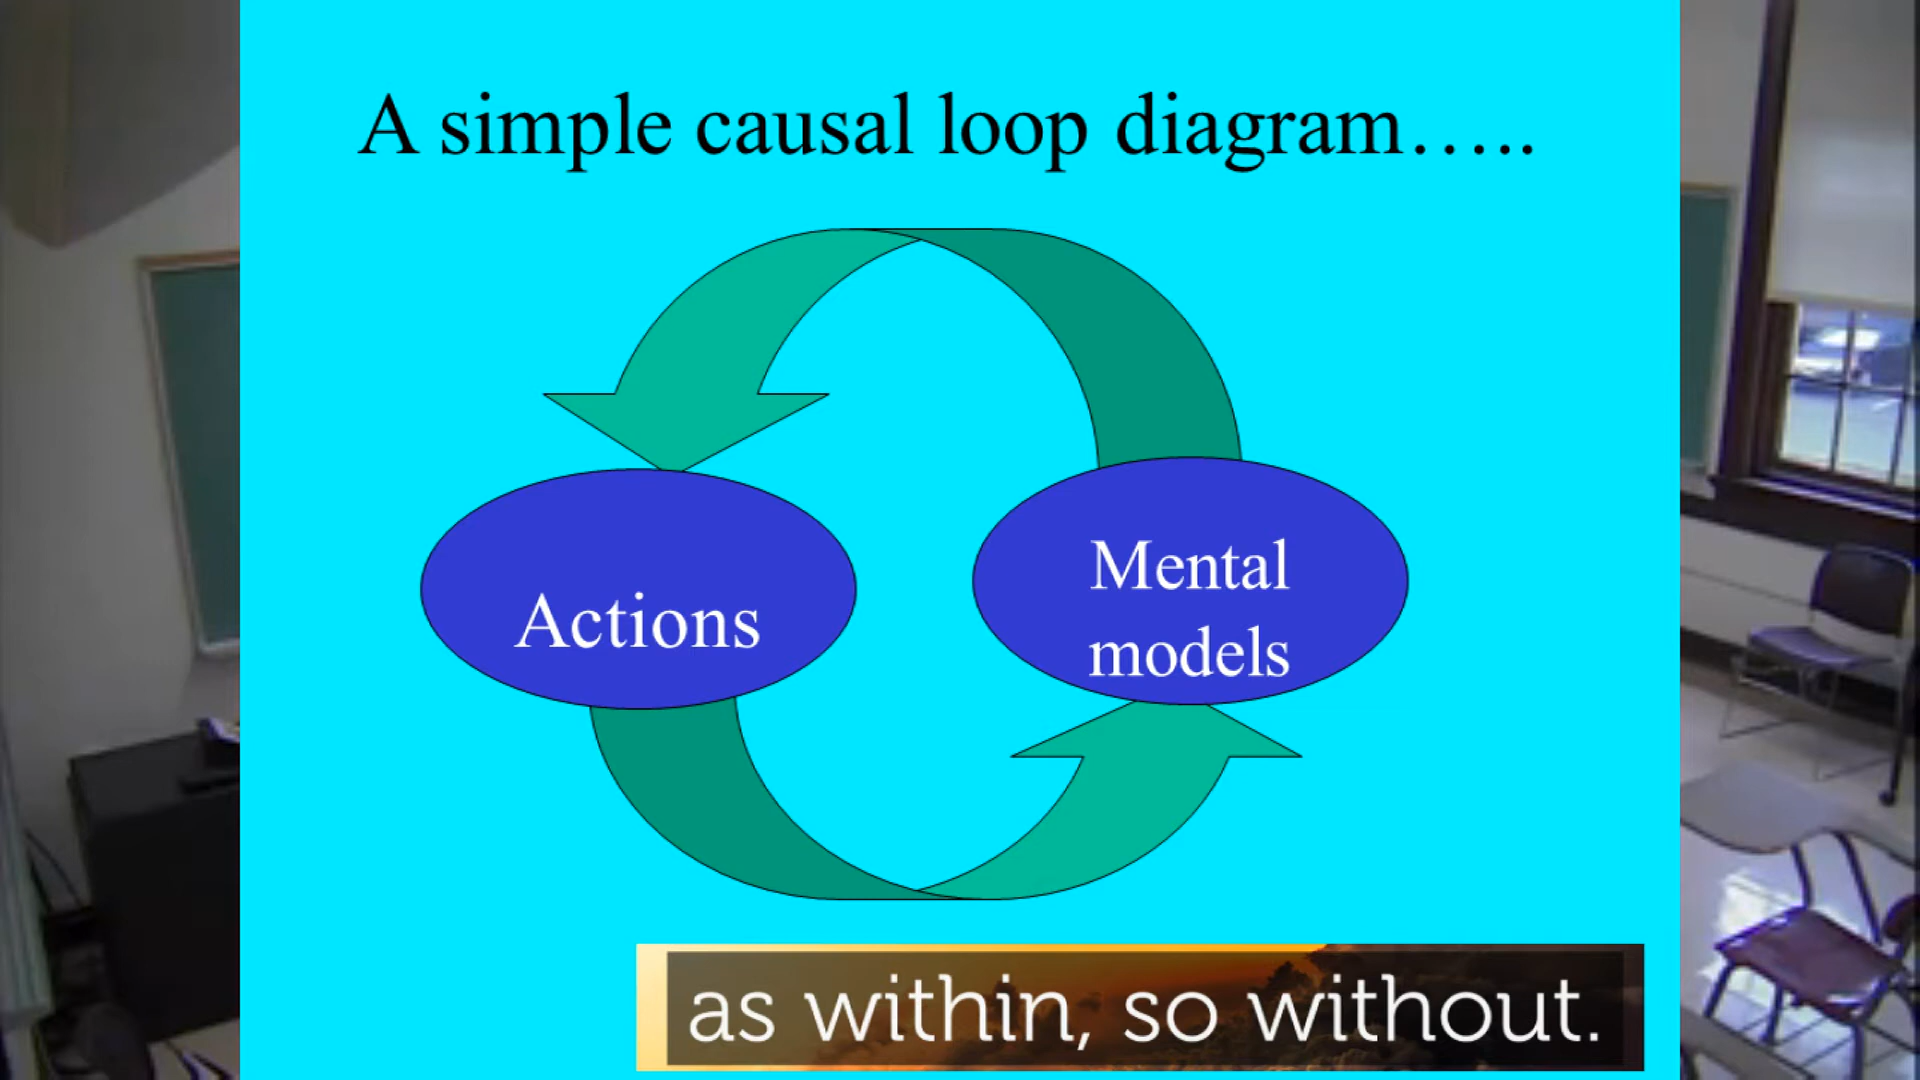 A simple causal loop diagram…..
Actions
Mental
models
as within, so without.